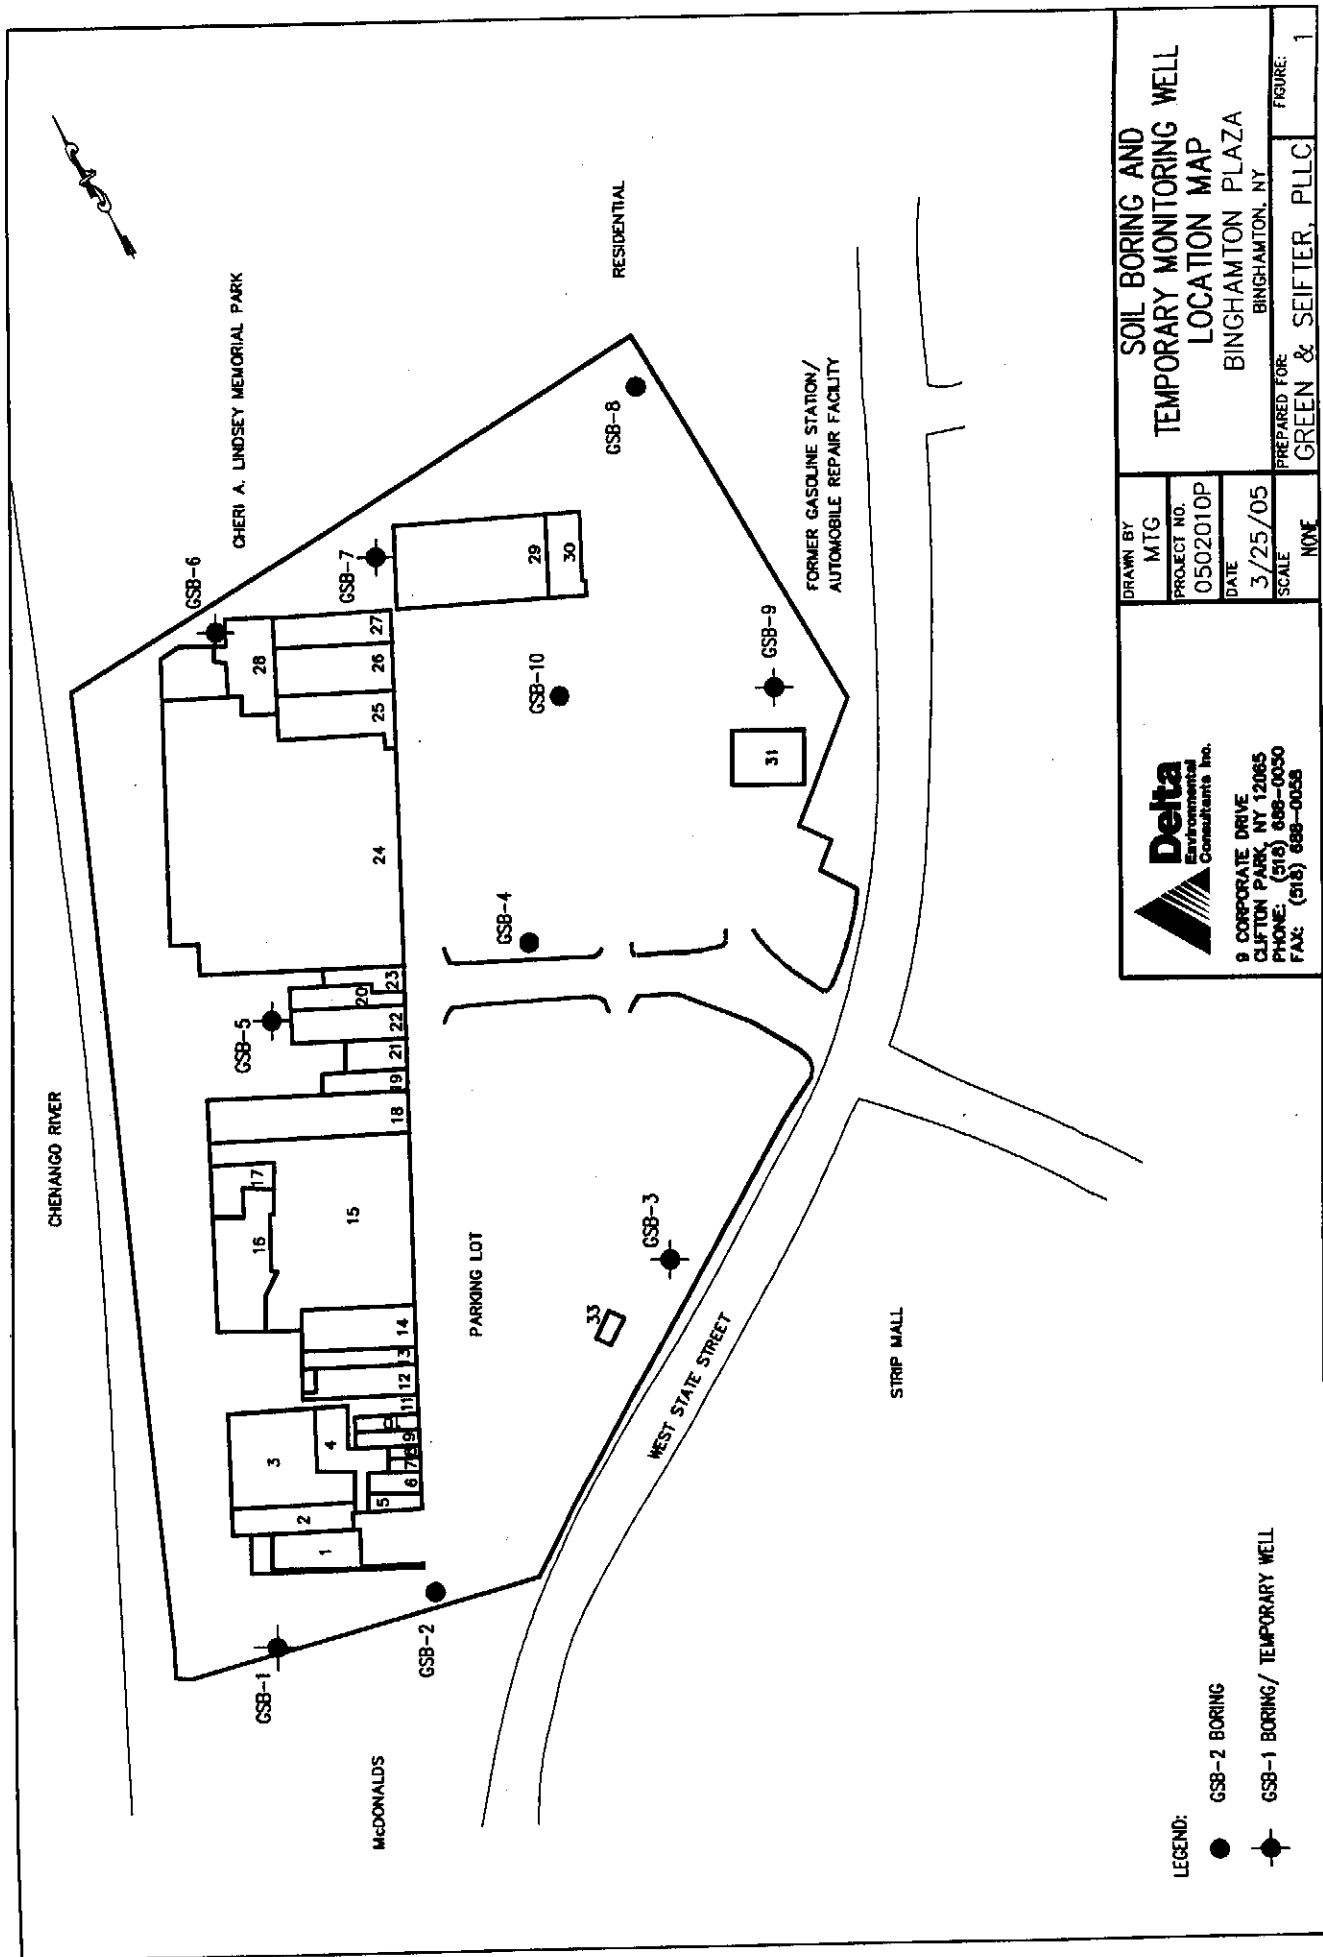 CHENANGO RIVER
CHERI A. LINDSEY MEMORIAL PARK
RESIDENTIAL
McDONALDS
PARKING LOT
STRIP MALL
WEST STATE STREET
FORMER GASOLINE STATION/
AUTOMOBILE REPAIR FACILITY
GSB-1
GSB-2
GSB-3
GSB-4
GSB-5
GSB-6
GSB-7
GSB-8
GSB-9
GSB-10
1
2
3
4
5
6
7
8
9
11
12
13
14
15
16
17
18
19
21
22
20
23
24
25
26
27
28
29
30
31
33
LEGEND:
GSB-2 BORING
GSB-1 BORING/ TEMPORARY WELL
Delta
Environmental
Consultants Inc.
9 CORPORATE DRIVE
CLIFTON PARK, NY 12065
PHONE: (518) 688-0050
FAX: (518) 688-0058
DRAWN BY
MTG
PROJECT NO.
0502010P
DATE
3/25/05
SCALE
NONE
SOIL BORING AND
TEMPORARY MONITORING WELL
LOCATION MAP
BINGHAMTON PLAZA
BINGHAMTON, NY
PREPARED FOR:
GREEN & SEIFTER, PLLC
FIGURE:
1